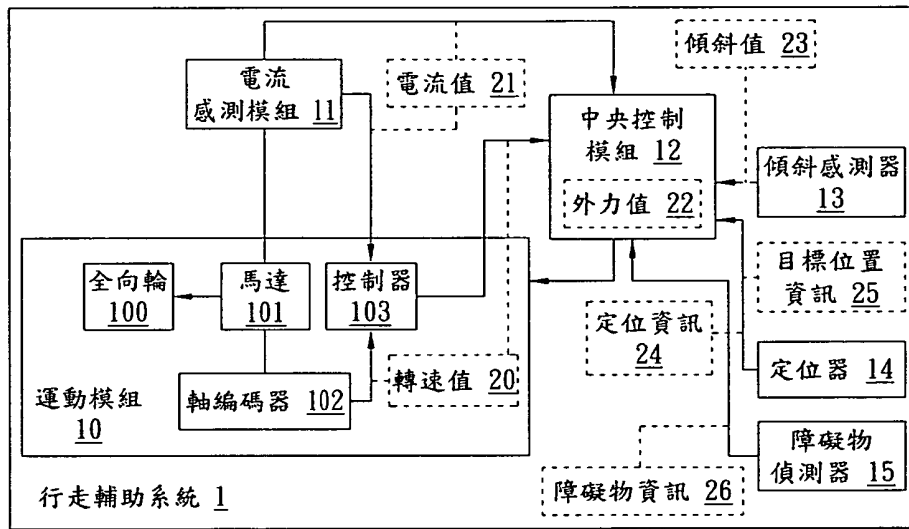 電流
感測模組 11
電流值 21
傾斜值 23
中央控制
模組 12
外力值 22
傾斜感測器
13
全向輪
100
馬達
101
控制器
103
目標位置
資訊 25
定位資訊
24
定位器 14
軸編碼器 102
轉速值 20
運動模組
10
障礙物
偵測器 15
行走輔助系統 1
障礙物資訊 26